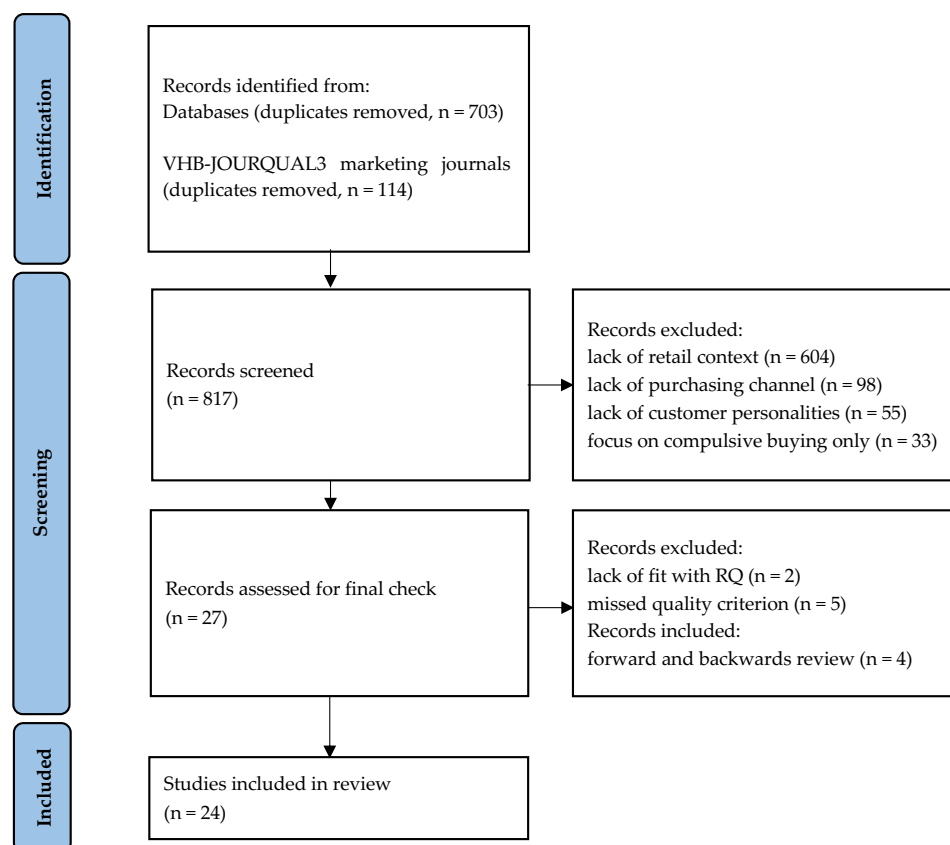 Identification
Records identified from:
Databases (duplicates removed, n = 703)
VHB-JOURQUAL3 marketing journals
(duplicates removed, n = 114)
Screening
Records screened
(n = 817)
Records excluded:
lack of retail context (n = 604)
lack of purchasing channel (n = 98)
lack of customer personalities (n = 55)
focus on compulsive buying only (n = 33)
Records assessed for final check
(n = 27)
Records excluded:
lack of fit with RQ (n = 2)
missed quality criterion (n = 5)
Records included:
forward and backwards review (n = 4)
Included
Studies included in review
(n = 24)